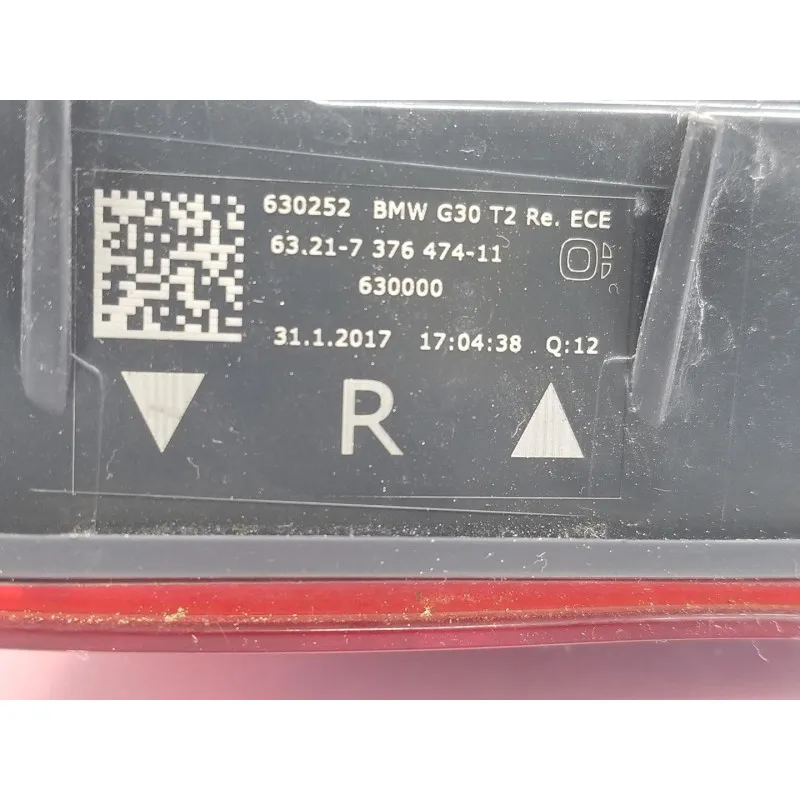 630252 BMW G30 T2 Re. ECE
63.21-7 376 474-11
630000
31.1.2017 17:04:38 Q:12
R